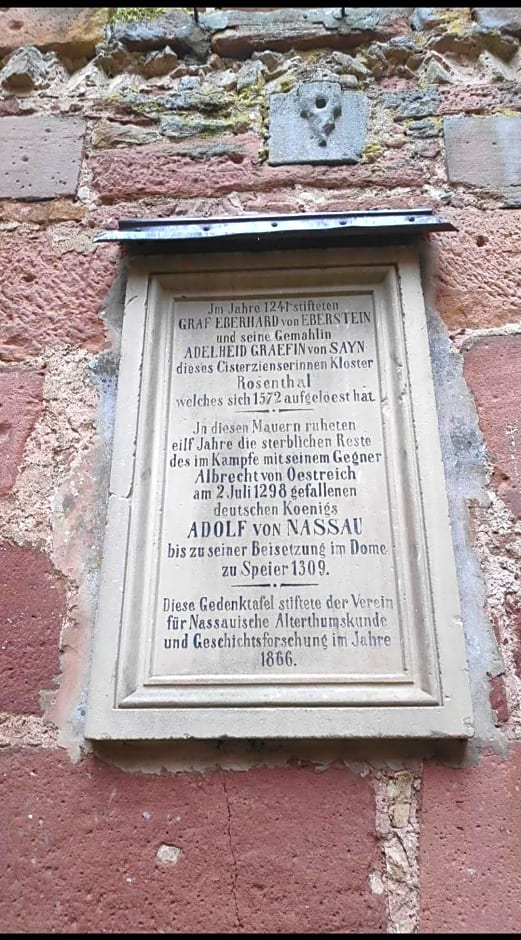 Jm Jahre 1241 stifteten
GRAF EBERHARD von EBERSTEIN
und seine Gemahlin
ADELHEID GRAEFIN von SAYN
dieses Cisterzienserinnen Kloster
Rosenthal
welches sich 1572 aufgelöest hat.
Jn diesen Mauern ruheten
eilf Jahre die sterblichen Reste
des im Kampfe mit seinem Gegner
Albrecht von Oestreich
am 2 Juli 1298 gefallenen
deutschen Koenigs
ADOLF von NASSAU
bis zu seiner Beisetzung im Dome
zu Speier 1309.
Diese Gedenktafel stiftete der Verein
für Nassauische Alterthumskunde
und Geschichtsforschung im Jahre
1866.